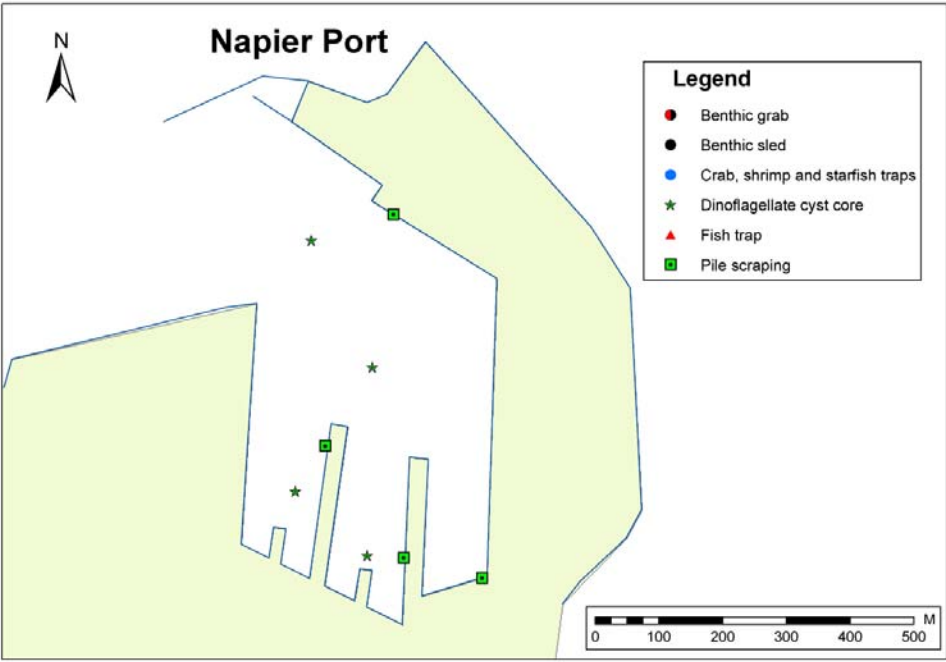 N
Napier Port
Legend
Benthic grab
Benthic sled
Crab, shrimp and starfish traps
Dinoflagellate cyst core
Fish trap
Pile scraping
M
0 100 200 300 400 500